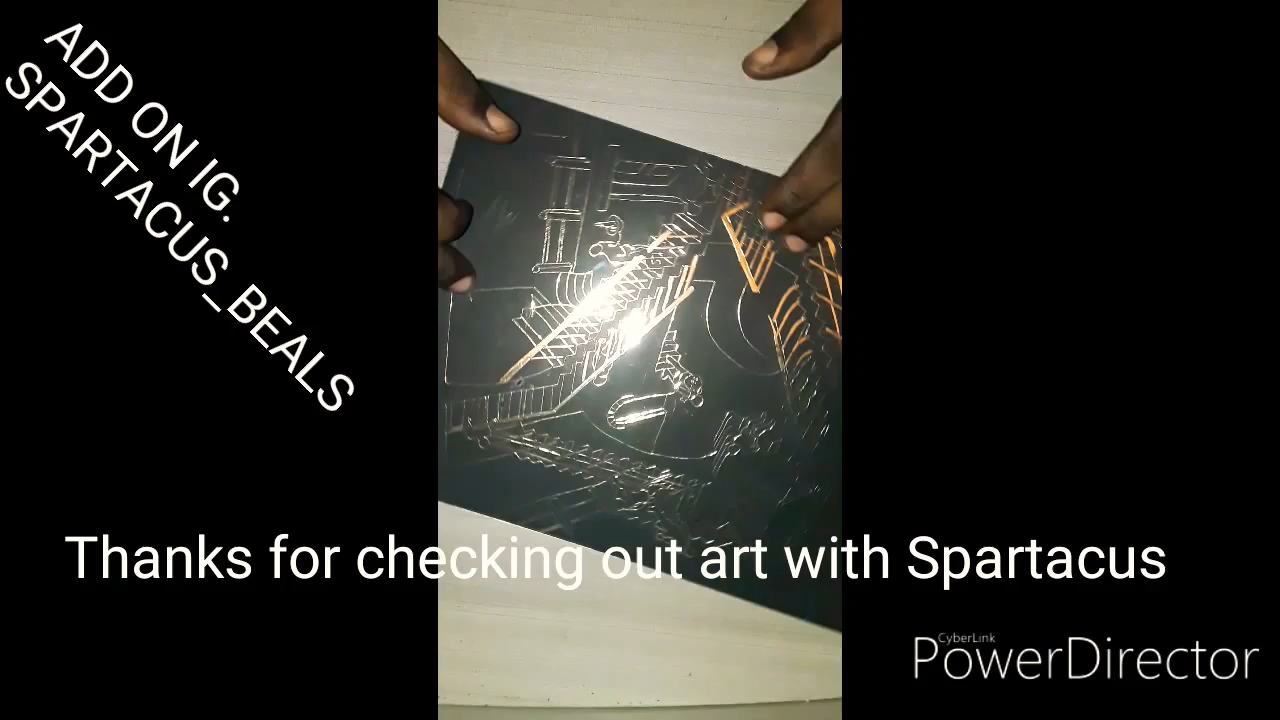 ADD ON IG.
SPARTACUS_BEALS
Thanks for checking out art with Spartacus
CyberLink
PowerDirector